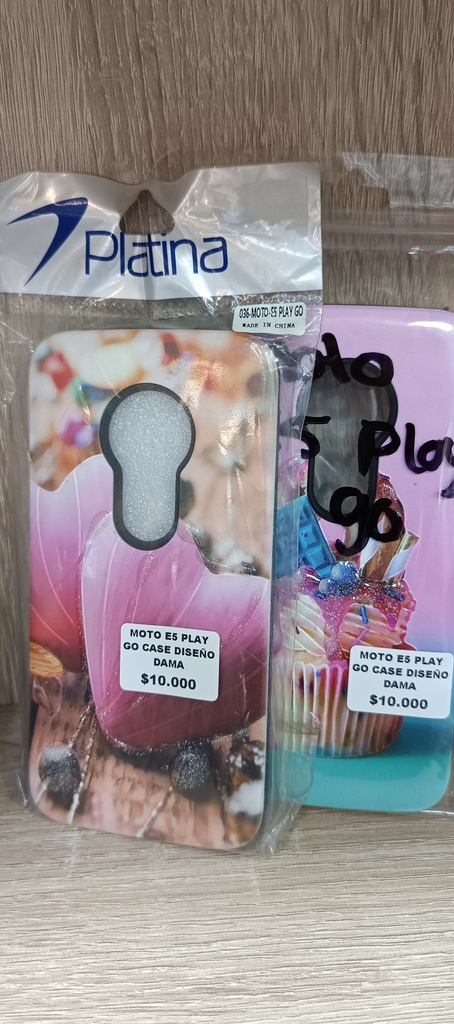 Platina
036-MOTO-E5 PLAY GO
MADE IN CHINA
MOTO E5 PLAY
GO CASE DISEÑO
DAMA
$10.000
5 Play
go
MOTO E5 PLAY
GO CASE DISEÑO
DAMA
$10.000